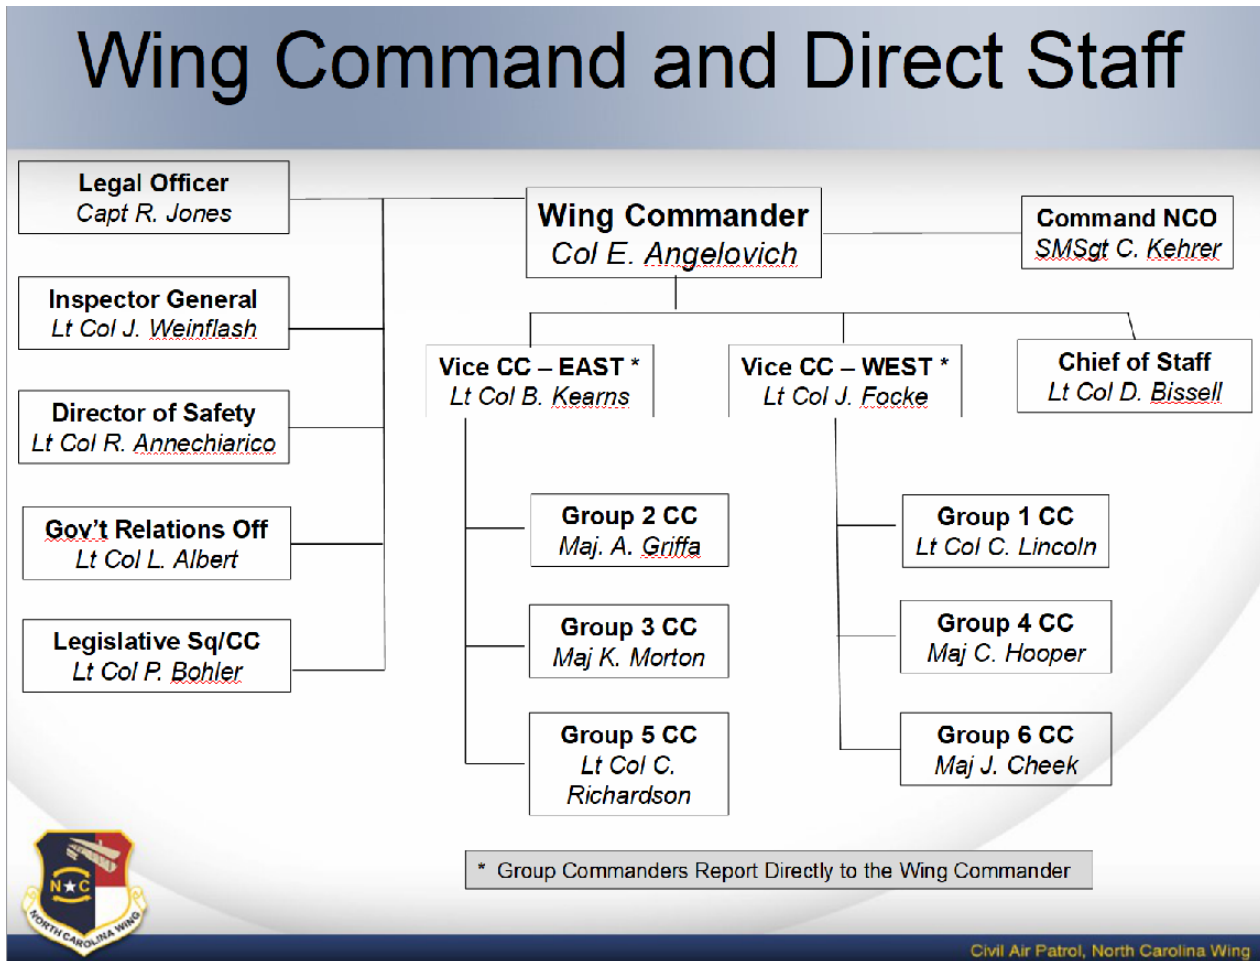 Wing Command and Direct Staff
Legal Officer
Capt R. Jones
Wing Commander
Col E. Angelovich
Command NCO
SMSgt C. Kehrer
Inspector General
Lt Col J. Weinflash
Vice CC – EAST *
Lt Col B. Kearns
Vice CC – WEST *
Lt Col J. Focke
Chief of Staff
Lt Col D. Bissell
Director of Safety
Lt Col R. Annechiarico
Gov't Relations Off
Lt Col L. Albert
Group 2 CC
Maj. A. Griffa
Group 1 CC
Lt Col C. Lincoln
Legislative Sq/CC
Lt Col P. Bohler
Group 3 CC
Maj K. Morton
Group 4 CC
Maj C. Hooper
Group 5 CC
Lt Col C.
Richardson
Group 6 CC
Maj J. Cheek
* Group Commanders Report Directly to the Wing Commander
N C
NORTH CAROLINA WING
Civil Air Patrol, North Carolina Wing